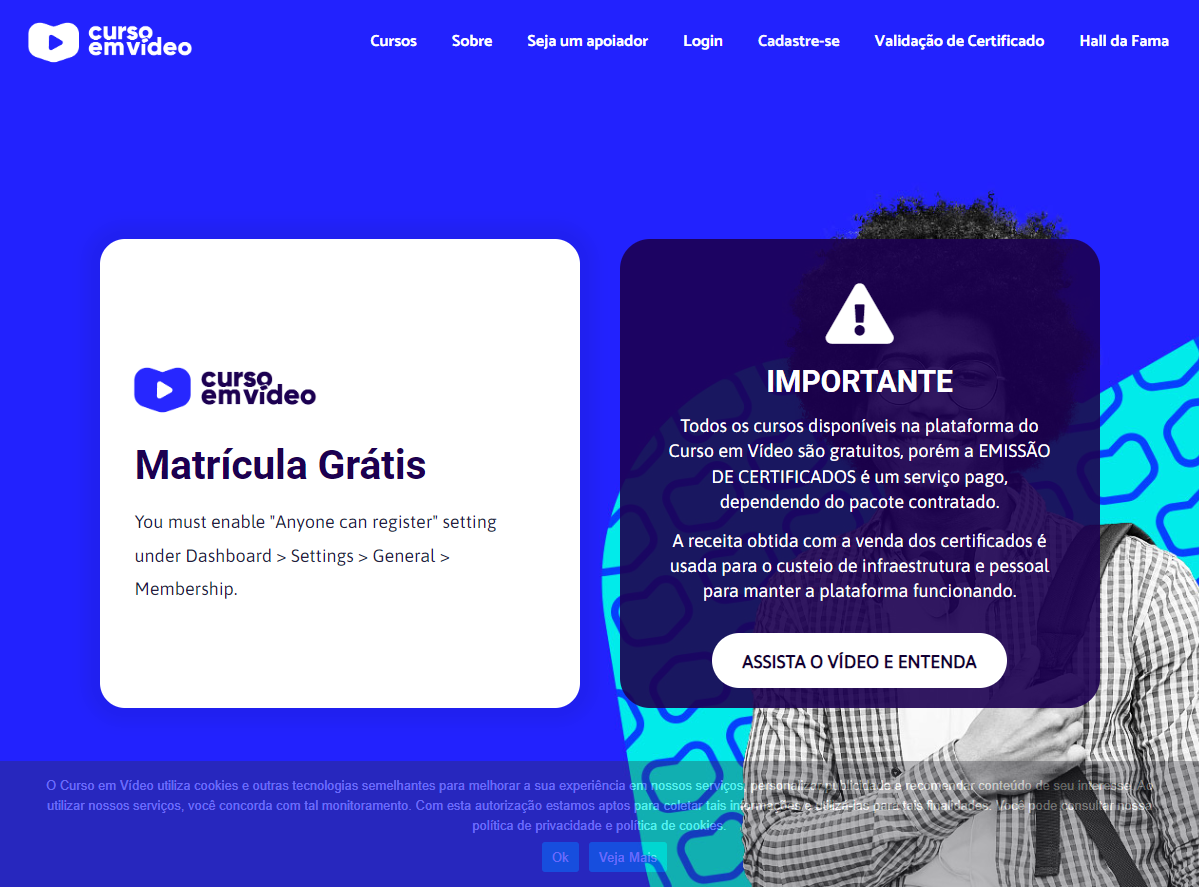 curso
emvídeo
Cursos Sobre Seja um apoiador Login Cadastre-se Validação de Certificado Hall da Fama
curso
emvídeo
Matrícula Grátis
You must enable "Anyone can register" setting
under Dashboard > Settings > General >
Membership.
IMPORTANTE
Todos os cursos disponíveis na plataforma do
Curso em Vídeo são gratuitos, porém a EMISSÃO
DE CERTIFICADOS é um serviço pago,
dependendo do pacote contratado.
A receita obtida com a venda dos certificados é
usada para o custeio de infraestrutura e pessoal
para manter a plataforma funcionando.
ASSISTA O VÍDEO E ENTENDA
O Curso em Vídeo utiliza cookies e outras tecnologias semelhantes para melhorar a sua experiência em nossos serviços, personalizar publicidade e recomendar conteúdo de seu interesse. Ao
utilizar nossos serviços, você concorda com tal monitoramento. Com esta autorização estamos aptos para coletar tais informações e utilizá-las para tais finalidades. Você pode consultar nossa
política de privacidade e política de cookies.
Ok Veja Mais